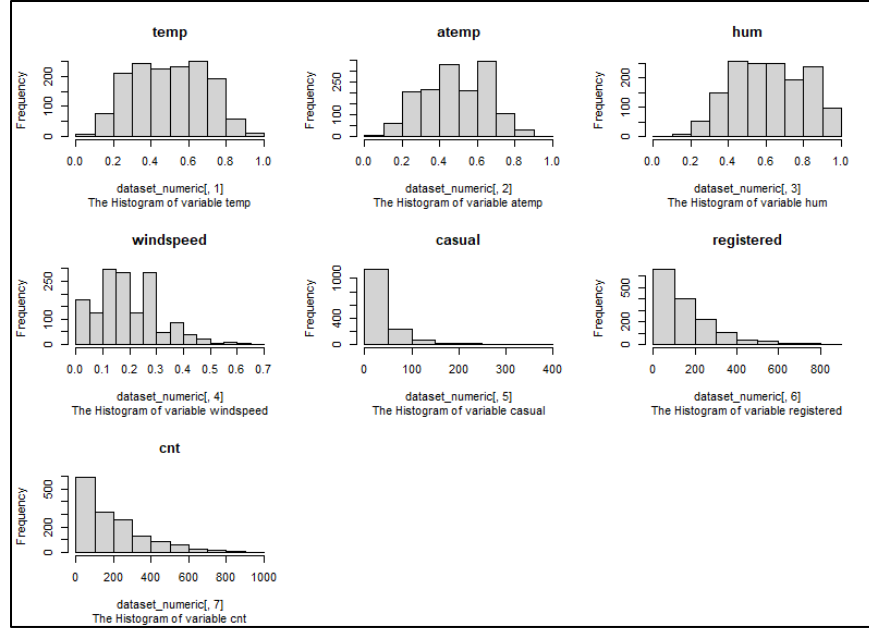 temp
Frequency
0 100 200
0.0 0.2 0.4 0.6 0.8 1.0
dataset_numeric[, 1]
The Histogram of variable temp
atemp
Frequency
0 100 250
0.0 0.2 0.4 0.6 0.8 1.0
dataset_numeric[, 2]
The Histogram of variable atemp
hum
Frequency
0 100 200
0.0 0.2 0.4 0.6 0.8 1.0
dataset_numeric[, 3]
The Histogram of variable hum
windspeed
Frequency
0 100 250
0.0 0.1 0.2 0.3 0.4 0.5 0.6 0.7
dataset_numeric[, 4]
The Histogram of variable windspeed
casual
Frequency
0 400 1000
0 100 200 300 400
dataset_numeric[, 5]
The Histogram of variable casual
registered
Frequency
0 200 500
0 200 400 600 800
dataset_numeric[, 6]
The Histogram of variable registered
cnt
Frequency
0 200 500
0 200 400 600 800 1000
dataset_numeric[, 7]
The Histogram of variable cnt